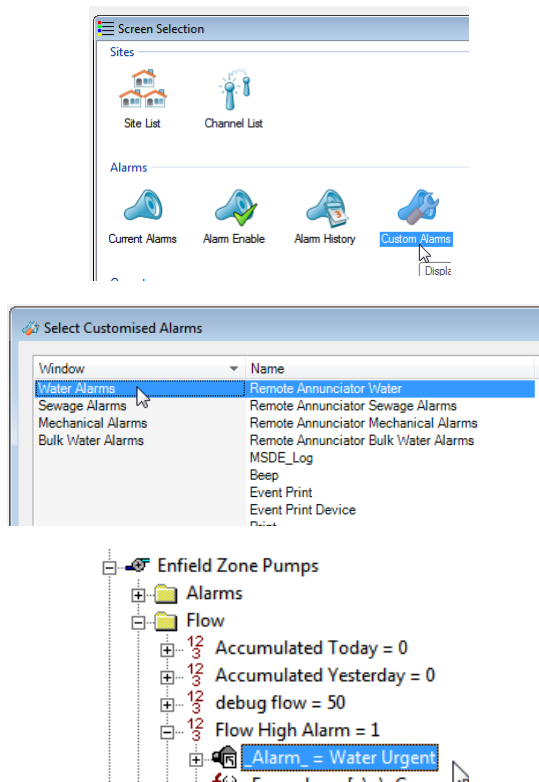 Screen Selection
Sites
Site List
Channel List
Alarms
Current Alarms
Alarm Enable
Alarm History
Custom Alarms
Displa
Select Customised Alarms
Window Name
Water Alarms Remote Annunciator Water
Sewage Alarms Remote Annunciator Sewage Alarms
Mechanical Alarms Remote Annunciator Mechanical Alarms
Bulk Water Alarms Remote Annunciator Bulk Water Alarms
MSDE_Log
Beep
Event Print
Event Print Device
Enfield Zone Pumps
Alarms
Flow
Accumulated Today = 0
Accumulated Yesterday = 0
debug flow = 50
Flow High Alarm = 1
_Alarm_ = Water Urgent